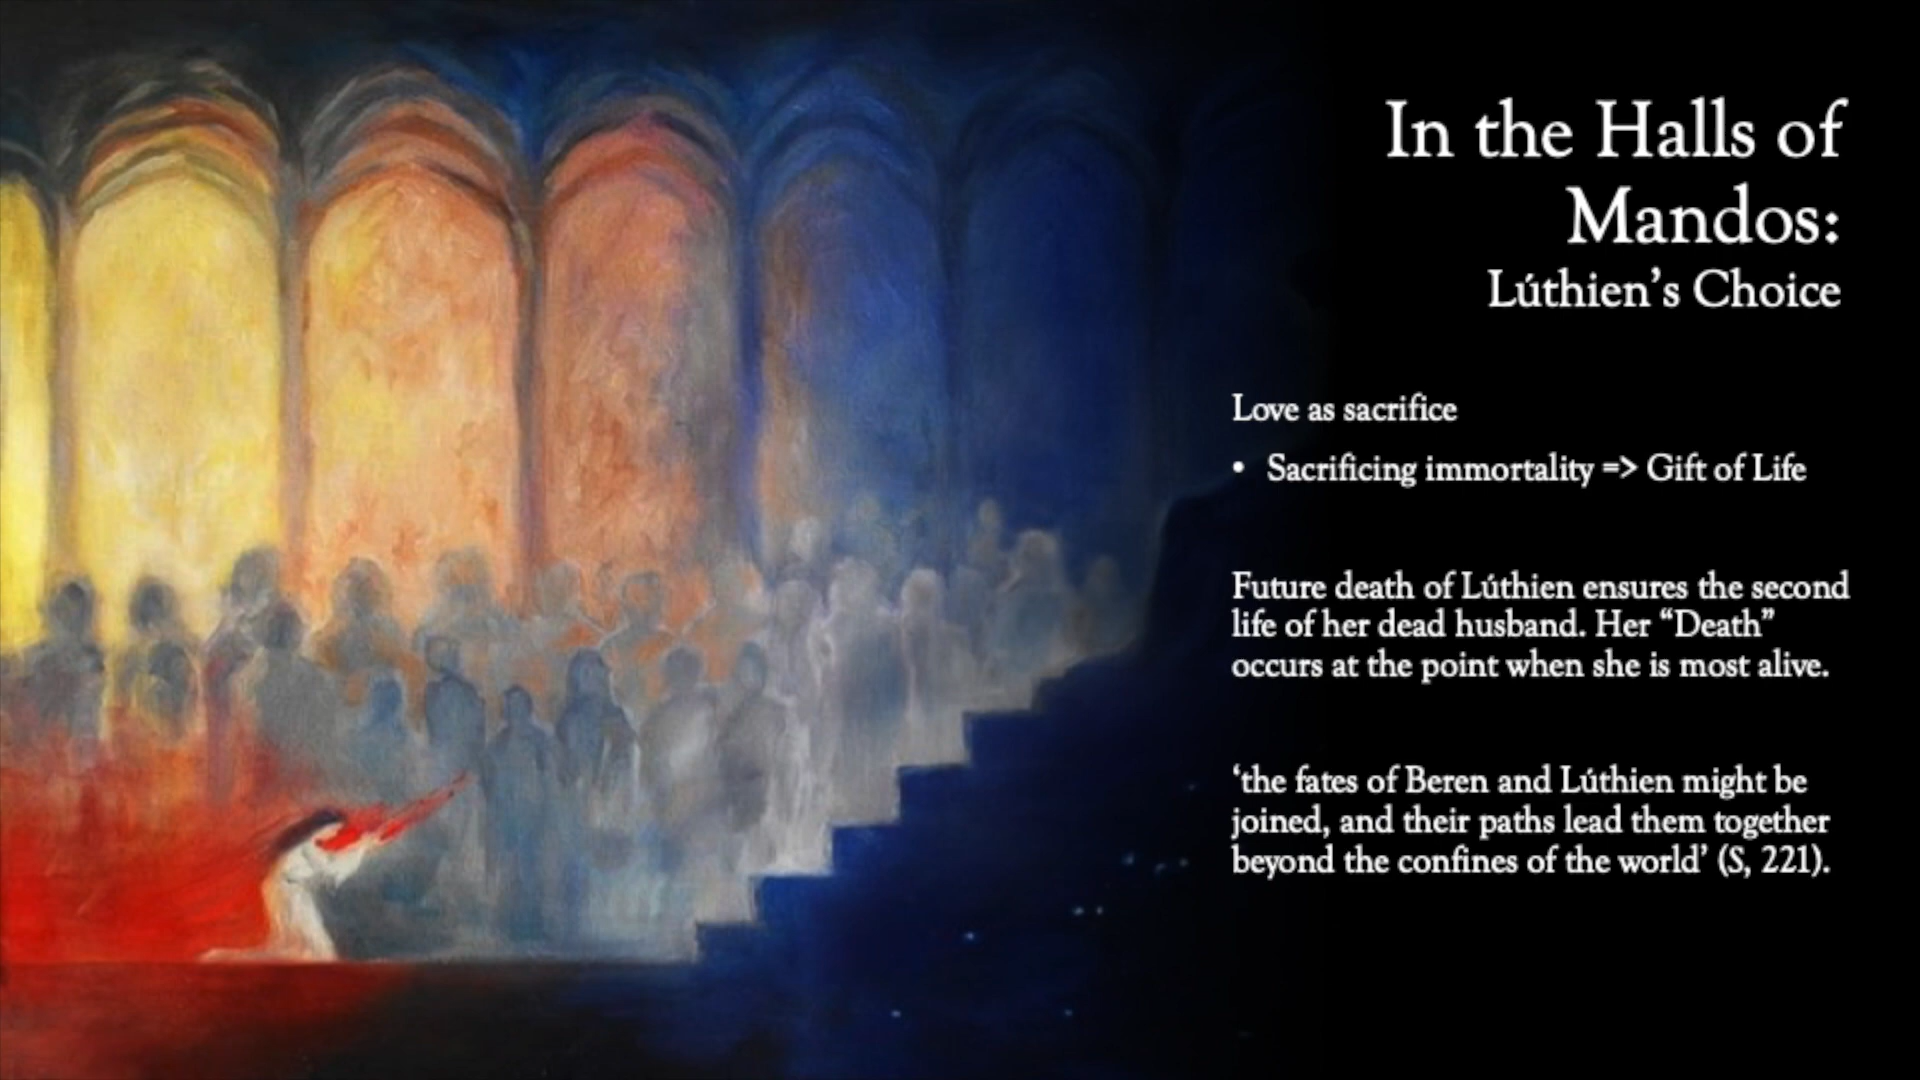 In the Halls of
Mandos:
Lúthien’s Choice
Love as sacrifice
• Sacrificing immortality => Gift of Life
Future death of Lúthien ensures the second
life of her dead husband. Her “Death”
occurs at the point when she is most alive.
‘the fates of Beren and Lúthien might be
joined, and their paths lead them together
beyond the confines of the world’ (S, 221).